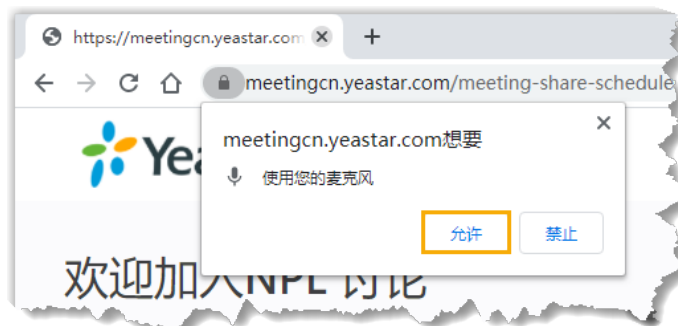 https://meetingcn.yeastar.com
meetingcn.yeastar.com/meeting-share-schedule
Yea
meetingcn.yeastar.com想要
使用您的麦克风
允许
禁止
欢迎加入NPL 讨论